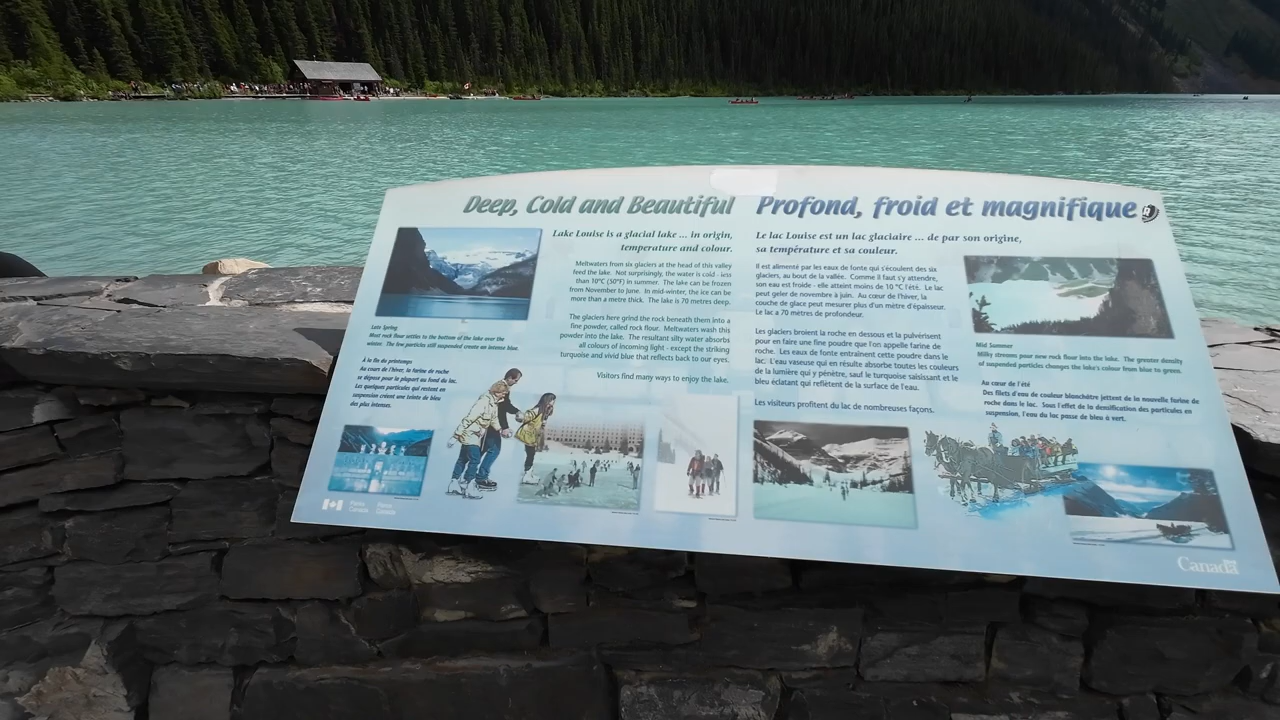 Deep, Cold and Beautiful
Lake Louise is a glacial lake ... in origin,
temperature and colour.
Meltwaters from six glaciers at the head of this valley
feed the lake. Not surprisingly, the water is cold - less
than 10°C (50°F) in summer. The lake can be frozen
from November to June. In mid-winter, the ice can be
more than a metre thick. The lake is 70 metres deep.
The glaciers here grind the rock beneath them into a
fine powder, called rock flour. Meltwaters wash this
powder into the lake. The resultant silty water absorbs
all colours of incoming light - except the striking
turquoise and vivid blue that reflects back to our eyes.
Visitors find many ways to enjoy the lake.
Late Spring
Most rock flour settles to the bottom of the lake over the
winter. The few particles still suspended create an intense blue.
À la fin du printemps
Au cours de l'hiver, la farine de roche
se dépose pour la plupart au fond du lac.
Les quelques particules qui restent en
suspension créent une teinte de bleu
des plus intenses.
Profond, froid et magnifique
Le lac Louise est un lac glaciaire ... de par son origine,
sa température et sa couleur.
Il est alimenté par les eaux de fonte qui s'écoulent des six
glaciers, au bout de la vallée. Comme il faut s'y attendre,
son eau est froide - elle atteint moins de 10 °C l'été. Le lac
peut geler de novembre à juin. Au cœur de l'hiver, la
couche de glace peut mesurer plus d'un mètre d'épaisseur.
Le lac a 70 mètres de profondeur.
Les glaciers broient la roche en dessous et la pulvérisent
pour en faire une fine poudre que l'on appelle farine de
roche. Les eaux de fonte entraînent cette poudre dans le
lac. L'eau vaseuse qui en résulte absorbe toutes les couleurs
de la lumière qui y pénètre, sauf le turquoise saisissant et le
bleu éclatant qui reflètent de la surface de l'eau.
Les visiteurs profitent du lac de nombreuses façons.
Mid Summer
Milky streams pour new rock flour into the lake. The greater density
of suspended particles changes the lake's colour from blue to green.
Au cœur de l'été
Des filets d'eau de couleur blanchâtre jettent de la nouvelle farine de
roche dans le lac. Sous l'effet de la densification des particules en
suspension, l'eau du lac passe de bleu à vert.
Parks Parcs
Canada Canada
Canada